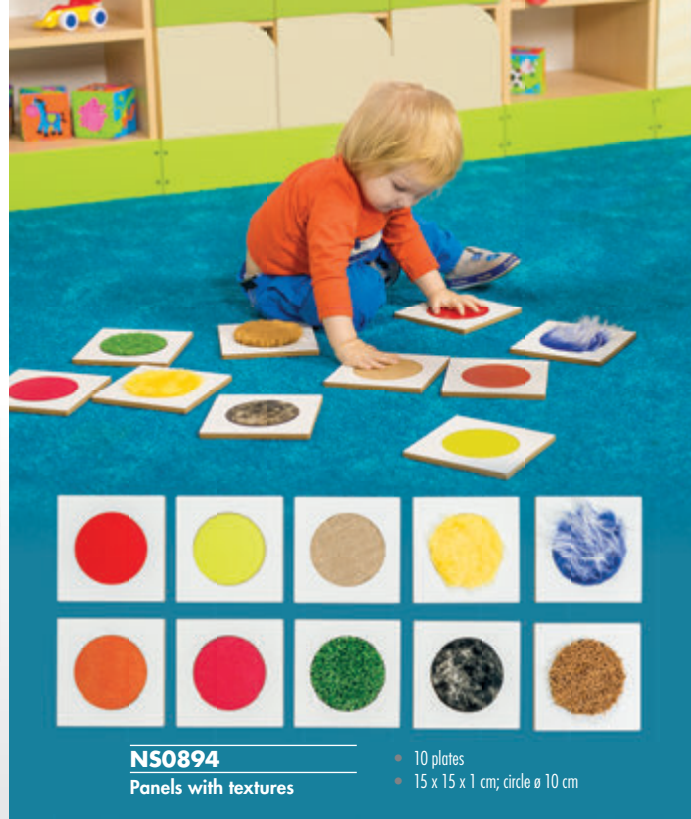 NS0894
Panels with textures
• 10 plates
• 15 x 15 x 1 cm; circle ø 10 cm